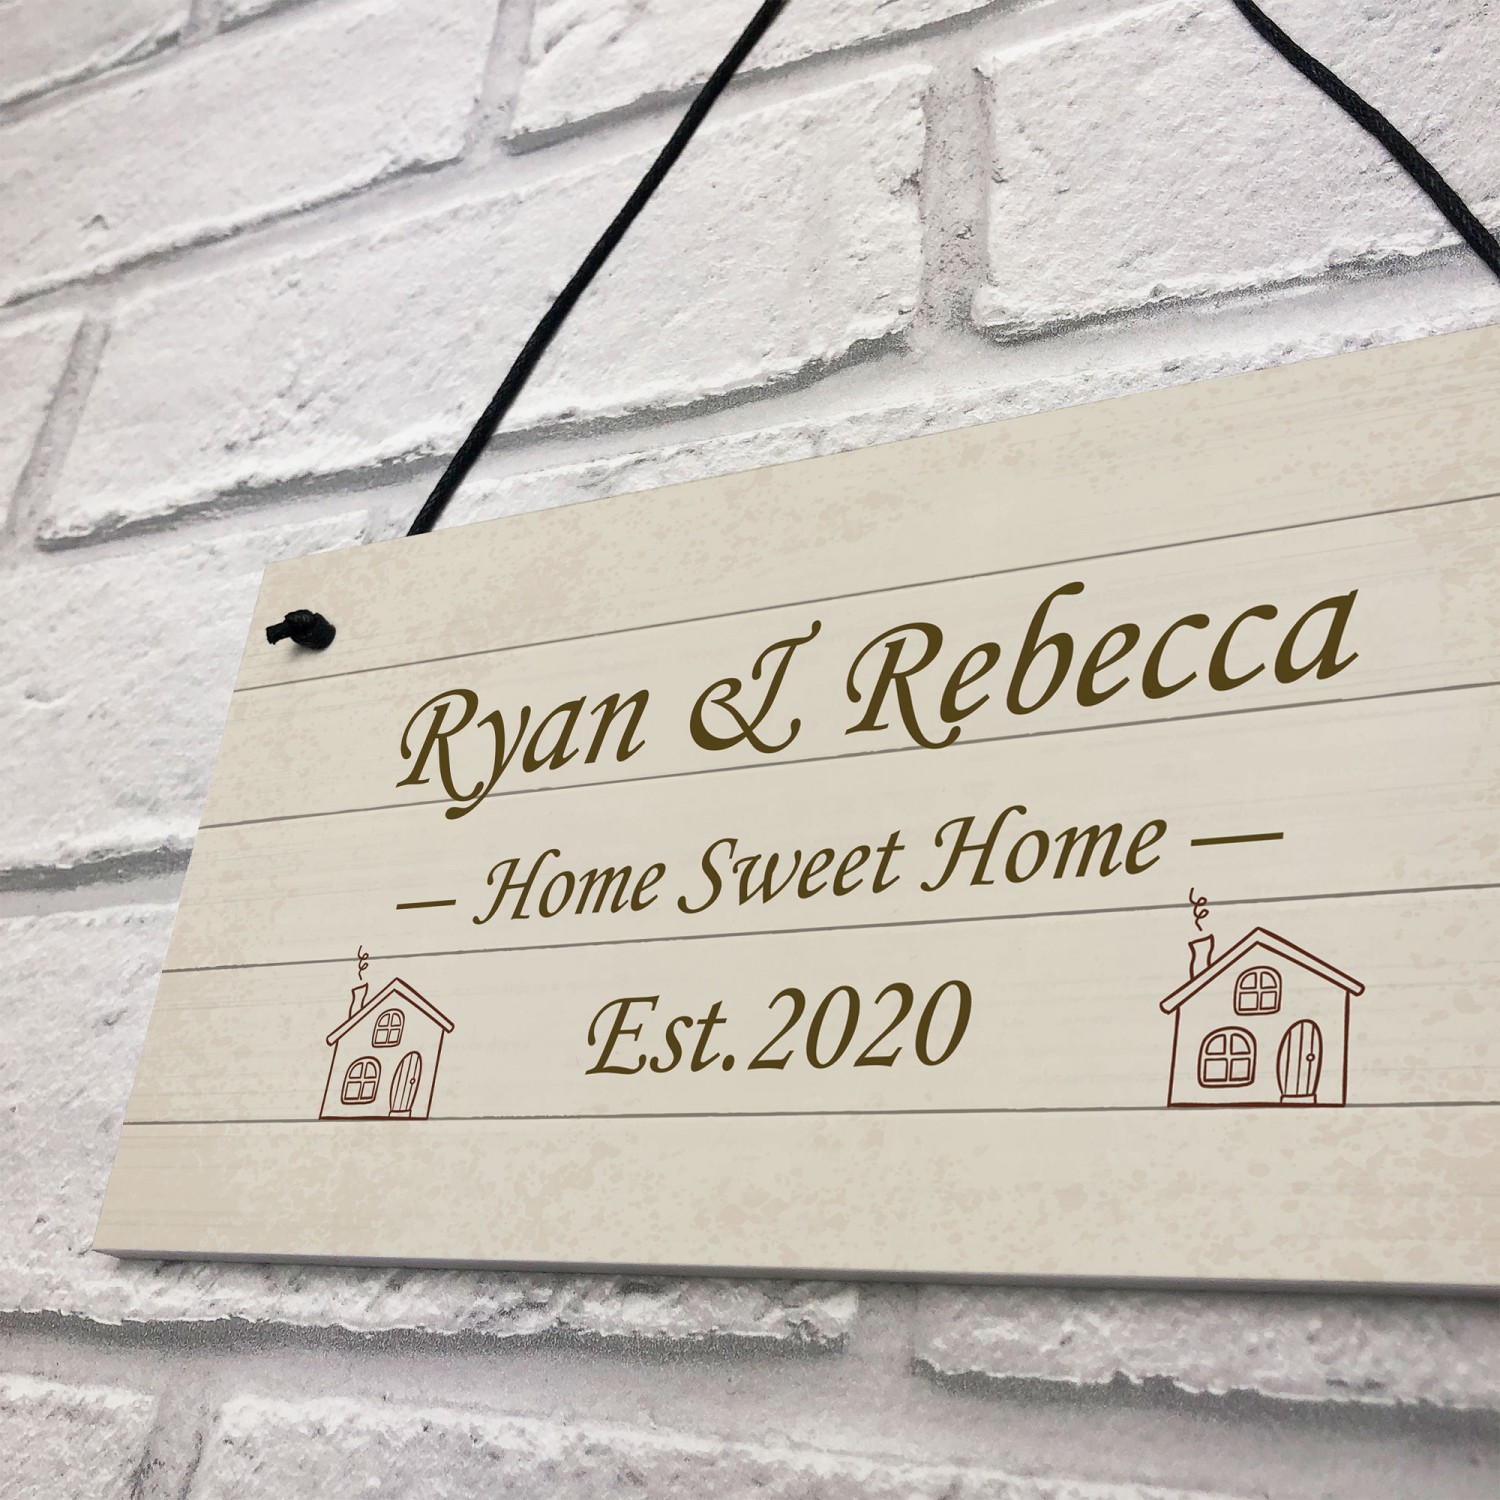 Ryan & Rebecca
— Home Sweet Home —
Est.2020